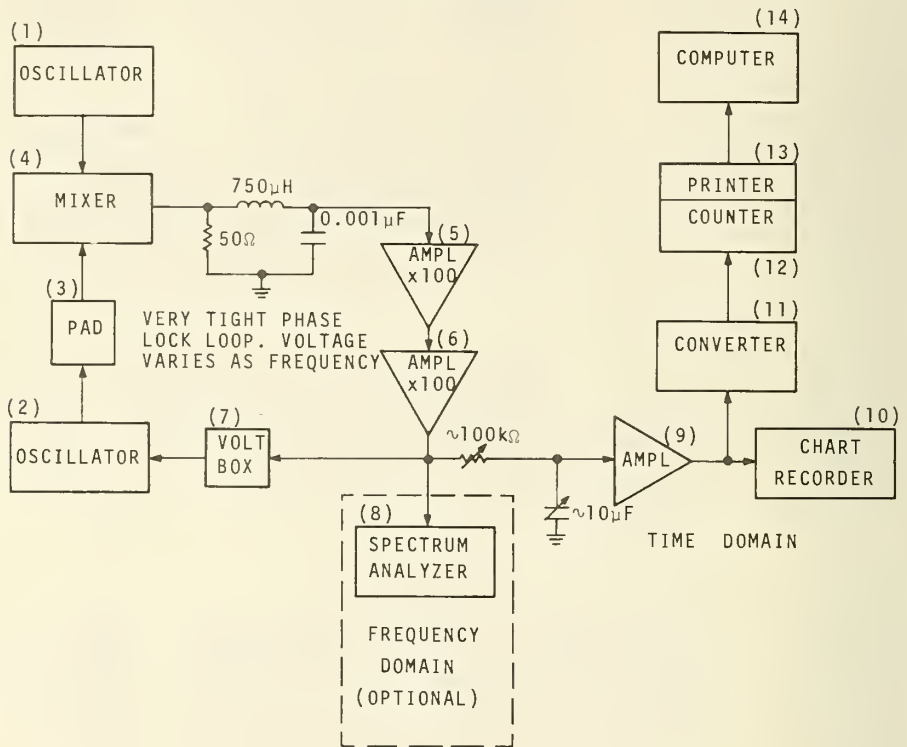 (1)
OSCILLATOR
(4)
MIXER
(3)
PAD
(2)
OSCILLATOR
750μH
50Ω
0.001μF
VERY TIGHT PHASE
LOCK LOOP. VOLTAGE
VARIES AS FREQUENCY
(5)
AMPL
x100
(6)
AMPL
x100
(7)
VOLT
BOX
(8)
SPECTRUM
ANALYZER
FREQUENCY
DOMAIN
(OPTIONAL)
~100kΩ
~10μF
(9)
AMPL
(10)
CHART
RECORDER
TIME DOMAIN
(11)
CONVERTER
(12)
(13)
PRINTER
COUNTER
(14)
COMPUTER